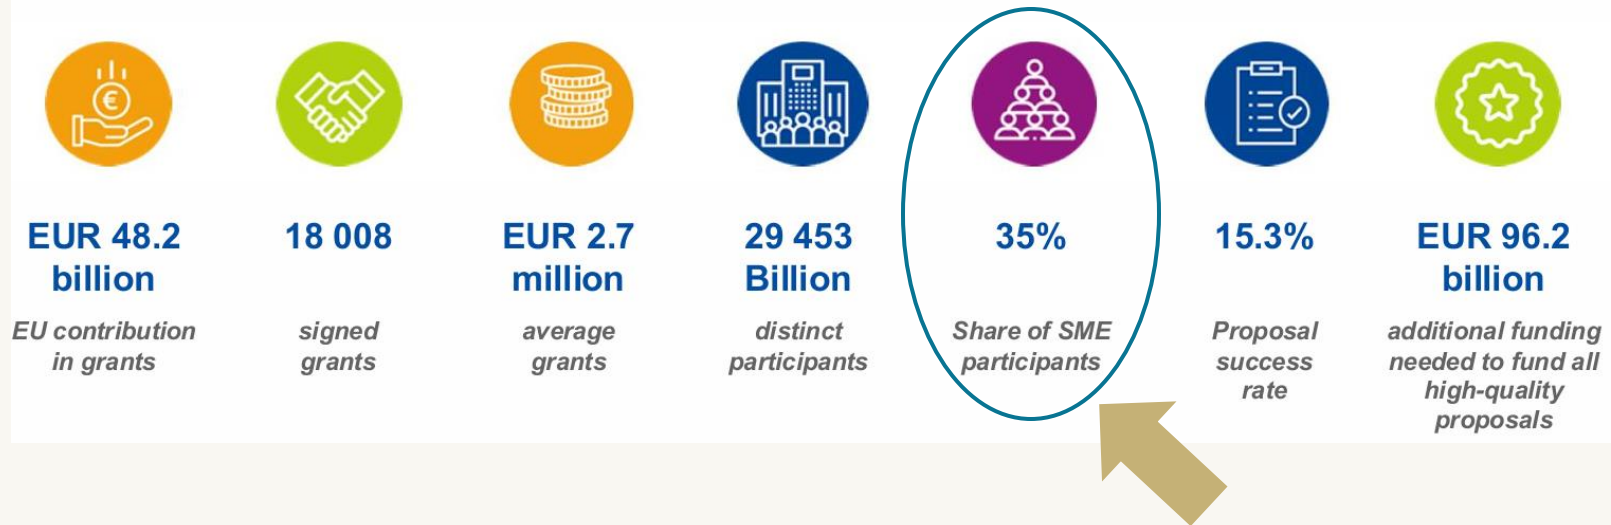 EUR 48.2
billion
EU contribution
in grants
18 008
signed
grants
EUR 2.7
million
average
grants
29 453
Billion
distinct
participants
35%
Share of SME
participants
15.3%
Proposal
success
rate
EUR 96.2
billion
additional funding
needed to fund all
high-quality
proposals